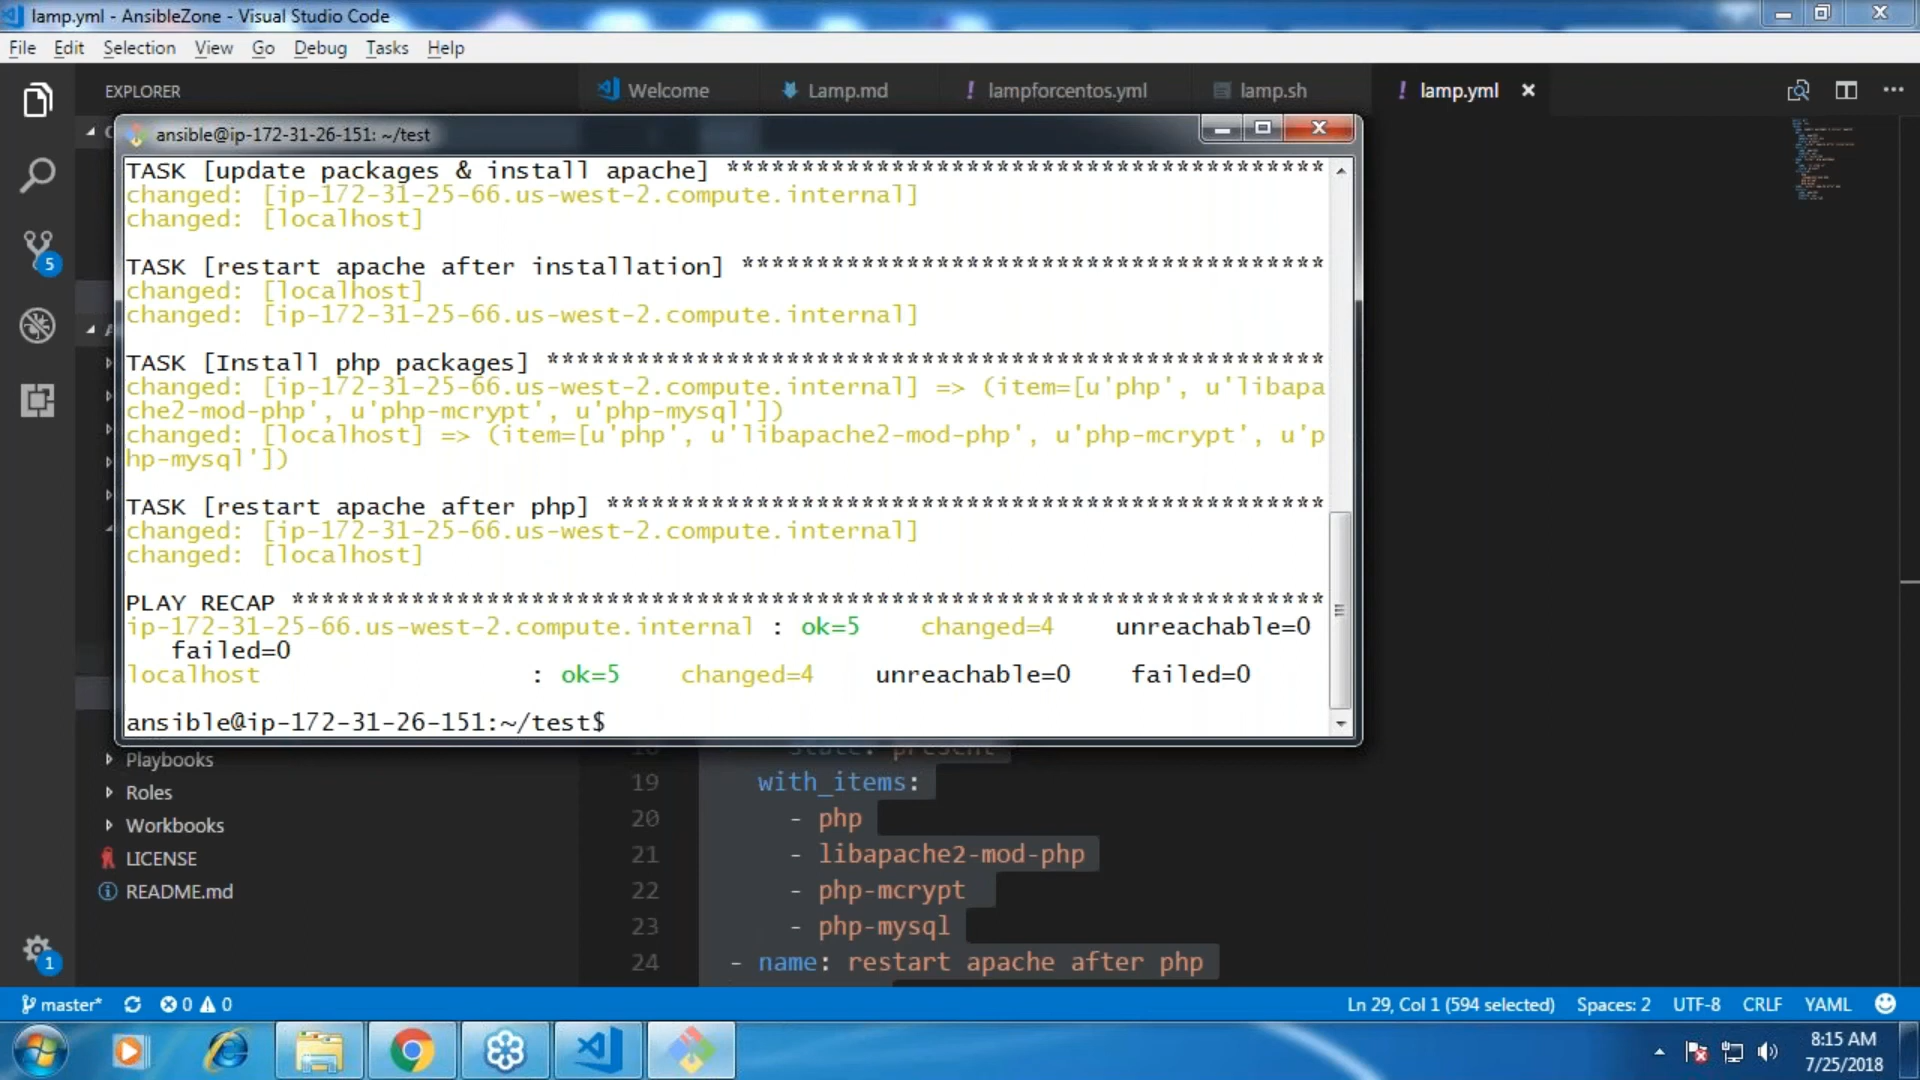 lamp.yml - AnsibleZone - Visual Studio Code
File Edit Selection View Go Debug Tasks Help
EXPLORER
Welcome Lamp.md lampforcentos.yml lamp.sh lamp.yml
ansible@ip-172-31-26-151: ~/test
TASK [update packages & install apache] ****************************************
changed: [ip-172-31-25-66.us-west-2.compute.internal]
changed: [localhost]
TASK [restart apache after installation] ***************************************
changed: [localhost]
changed: [ip-172-31-25-66.us-west-2.compute.internal]
TASK [Install php packages] ****************************************************
changed: [ip-172-31-25-66.us-west-2.compute.internal] => (item=[u'php', u'libapa
che2-mod-php', u'php-mcrypt', u'php-mysql'])
changed: [localhost] => (item=[u'php', u'libapache2-mod-php', u'php-mcrypt', u'p
hp-mysql'])
TASK [restart apache after php] ************************************************
changed: [ip-172-31-25-66.us-west-2.compute.internal]
changed: [localhost]
PLAY RECAP *********************************************************************
ip-172-31-25-66.us-west-2.compute.internal : ok=5 changed=4 unreachable=0
failed=0
localhost : ok=5 changed=4 unreachable=0 failed=0
ansible@ip-172-31-26-151:~/test$
state: present
19 with_items:
20 - php
21 - libapache2-mod-php
22 - php-mcrypt
23 - php-mysql
24 - name: restart apache after php
Playbooks
Roles
Workbooks
LICENSE
README.md
5
1
master* 0 0 Ln 29, Col 1 (594 selected) Spaces: 2 UTF-8 CRLF YAML
8:15 AM
7/25/2018